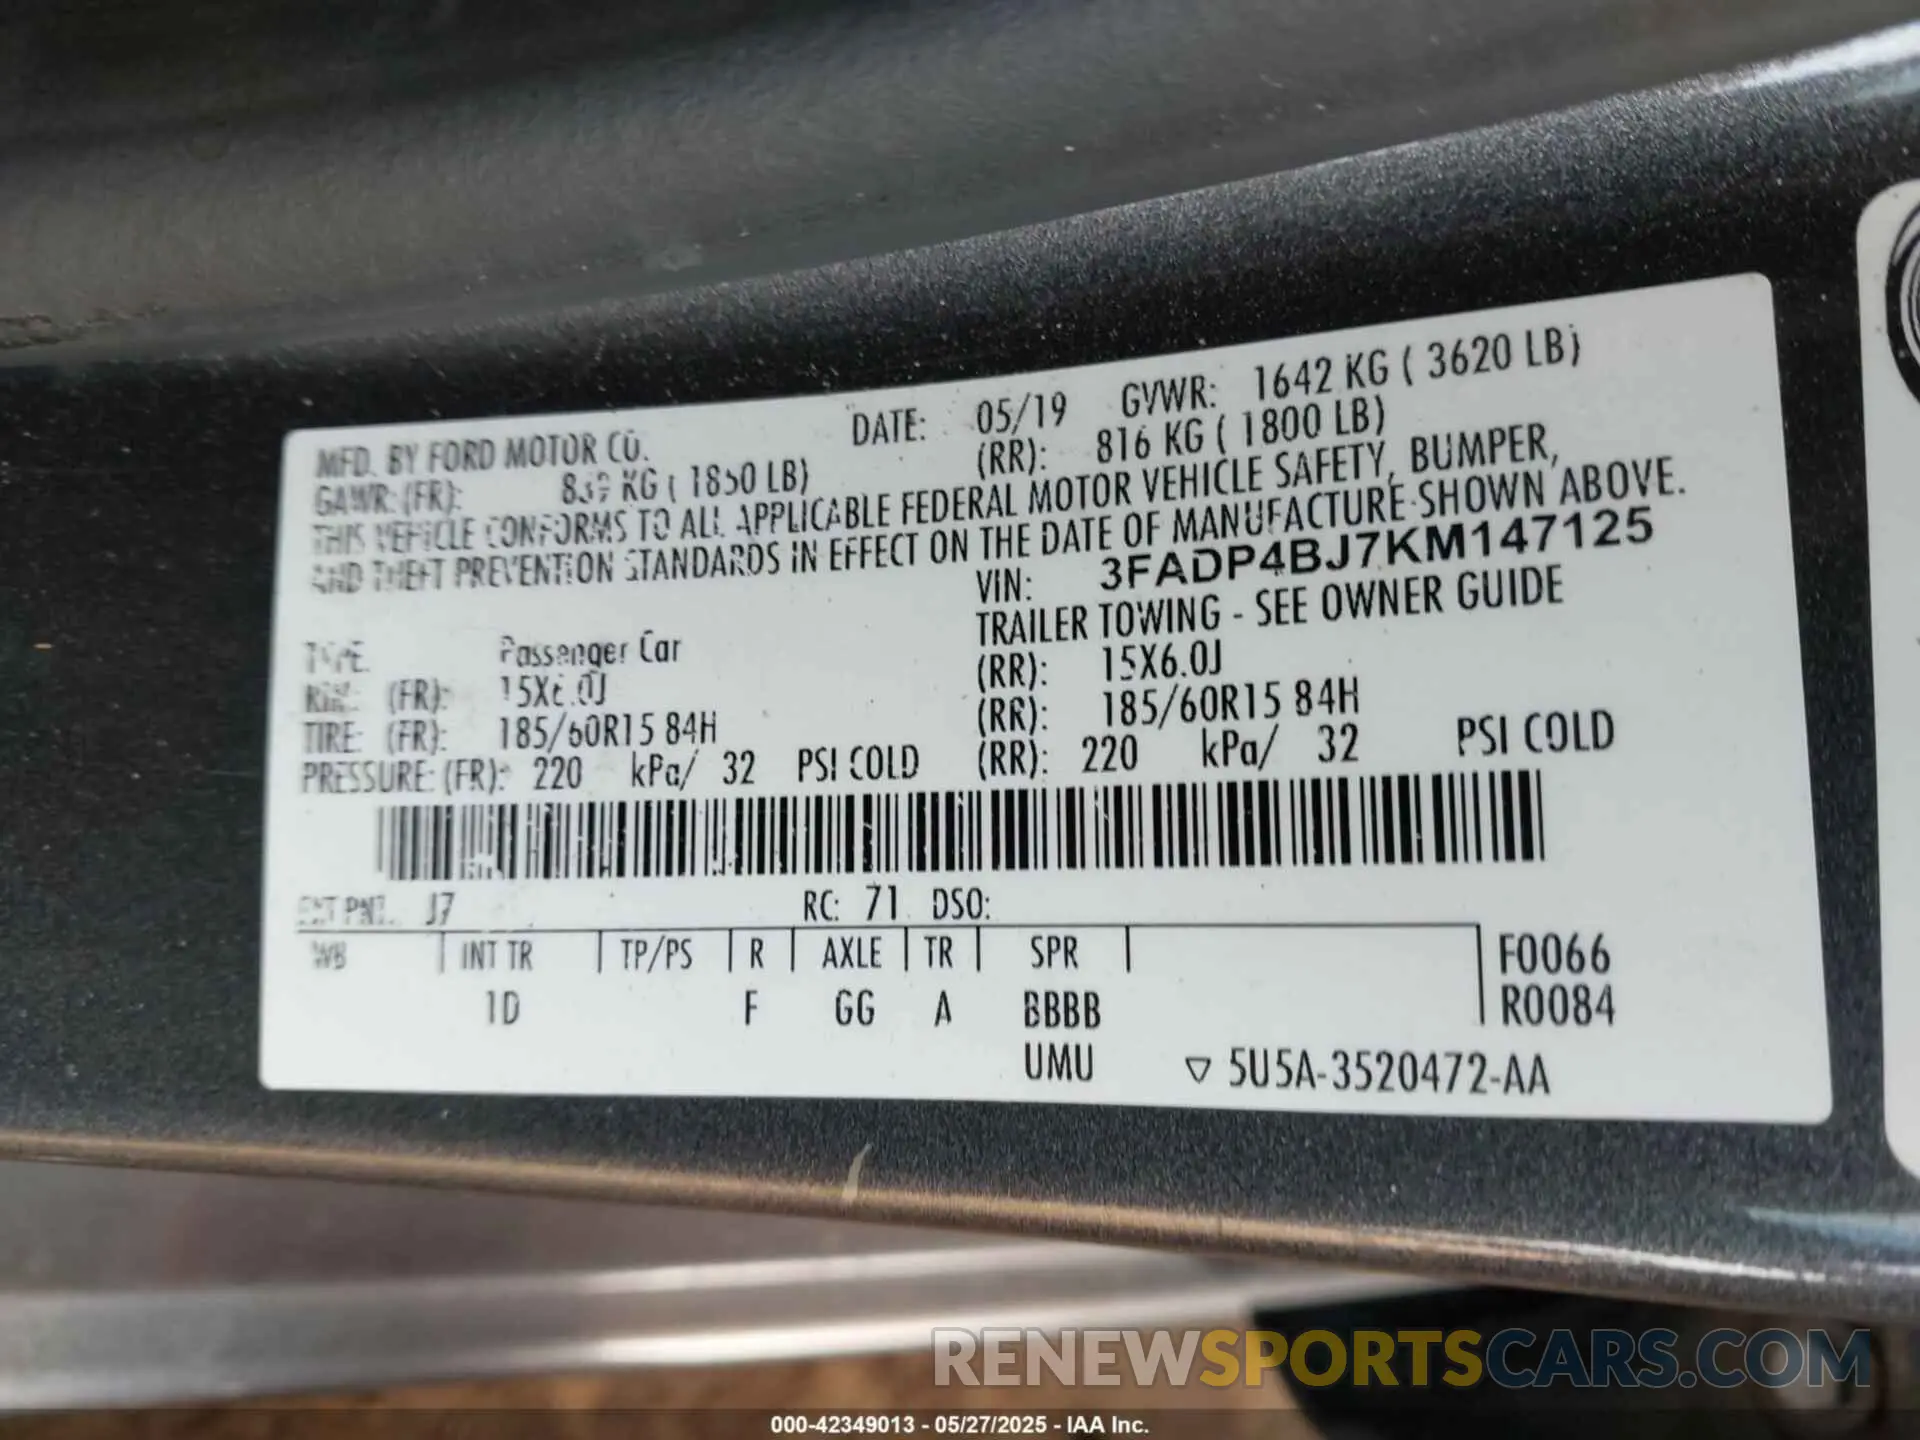 MFD. BY FORD MOTOR CO. DATE: 05/19 GVWR: 1642 KG ( 3620 LB)
GAWR: (FR): 839 KG ( 1850 LB) (RR): 816 KG ( 1800 LB)
THIS VEHICLE CONFORMS TO ALL APPLICABLE FEDERAL MOTOR VEHICLE SAFETY, BUMPER,
AND THEFT PREVENTION STANDARDS IN EFFECT ON THE DATE OF MANUFACTURE SHOWN ABOVE.
VIN: 3FADP4BJ7KM147125
TRAILER TOWING - SEE OWNER GUIDE
TYPE: Passenger Car
RIM: (FR): 15X6.0J (RR): 15X6.0J
TIRE: (FR): 185/60R15 84H (RR): 185/60R15 84H
PRESSURE: (FR): 220 kPa/ 32 PSI COLD (RR): 220 kPa/ 32 PSI COLD
EXT PNT: J7 RC: 71 DSO:
WB INT TR TP/PS R AXLE TR SPR F0066
1D F GG A BBBB R0084
UMU ▽ 5U5A-3520472-AA
RENEWSPORTSCARS.COM
000-42349013 - 05/27/2025 - IAA Inc.